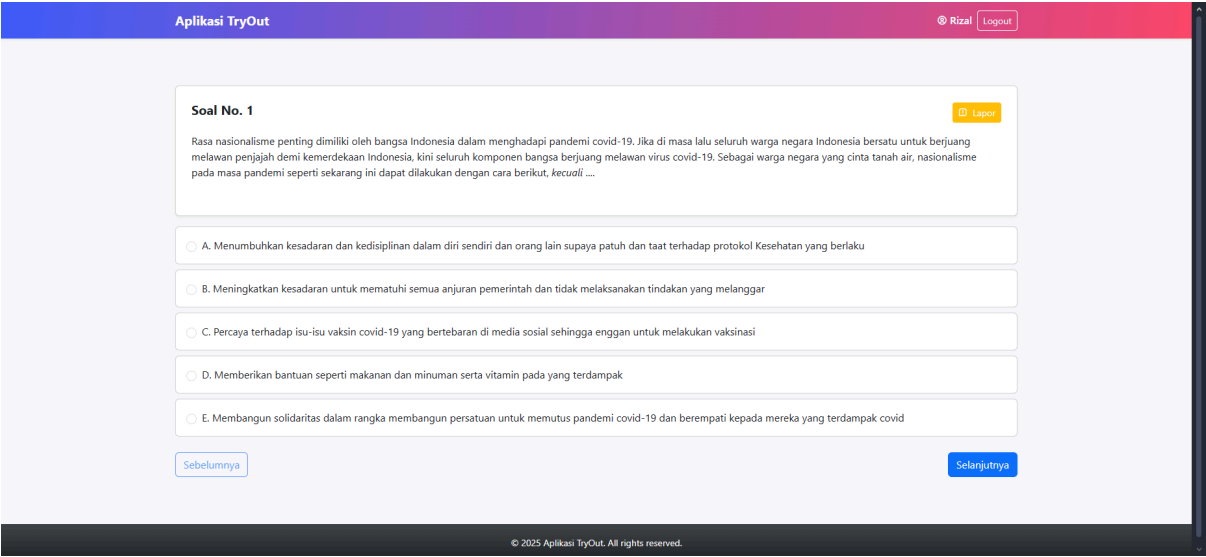 Aplikasi TryOut
Rizal Logout
Soal No. 1
Lapor
Rasa nasionalisme penting dimiliki oleh bangsa Indonesia dalam menghadapi pandemi covid-19. Jika di masa lalu seluruh warga negara Indonesia bersatu untuk berjuang
melawan penjajah demi kemerdekaan Indonesia, kini seluruh komponen bangsa berjuang melawan virus covid-19. Sebagai warga negara yang cinta tanah air, nasionalisme
pada masa pandemi seperti sekarang ini dapat dilakukan dengan cara berikut, kecuali ....
A. Menumbuhkan kesadaran dan kedisiplinan dalam diri sendiri dan orang lain supaya patuh dan taat terhadap protokol Kesehatan yang berlaku
B. Meningkatkan kesadaran untuk mematuhi semua anjuran pemerintah dan tidak melaksanakan tindakan yang melanggar
C. Percaya terhadap isu-isu vaksin covid-19 yang bertebaran di media sosial sehingga enggan untuk melakukan vaksinasi
D. Memberikan bantuan seperti makanan dan minuman serta vitamin pada yang terdampak
E. Membangun solidaritas dalam rangka membangun persatuan untuk memutus pandemi covid-19 dan berempati kepada mereka yang terdampak covid
Sebelumnya
Selanjutnya
© 2025 Aplikasi TryOut. All rights reserved.